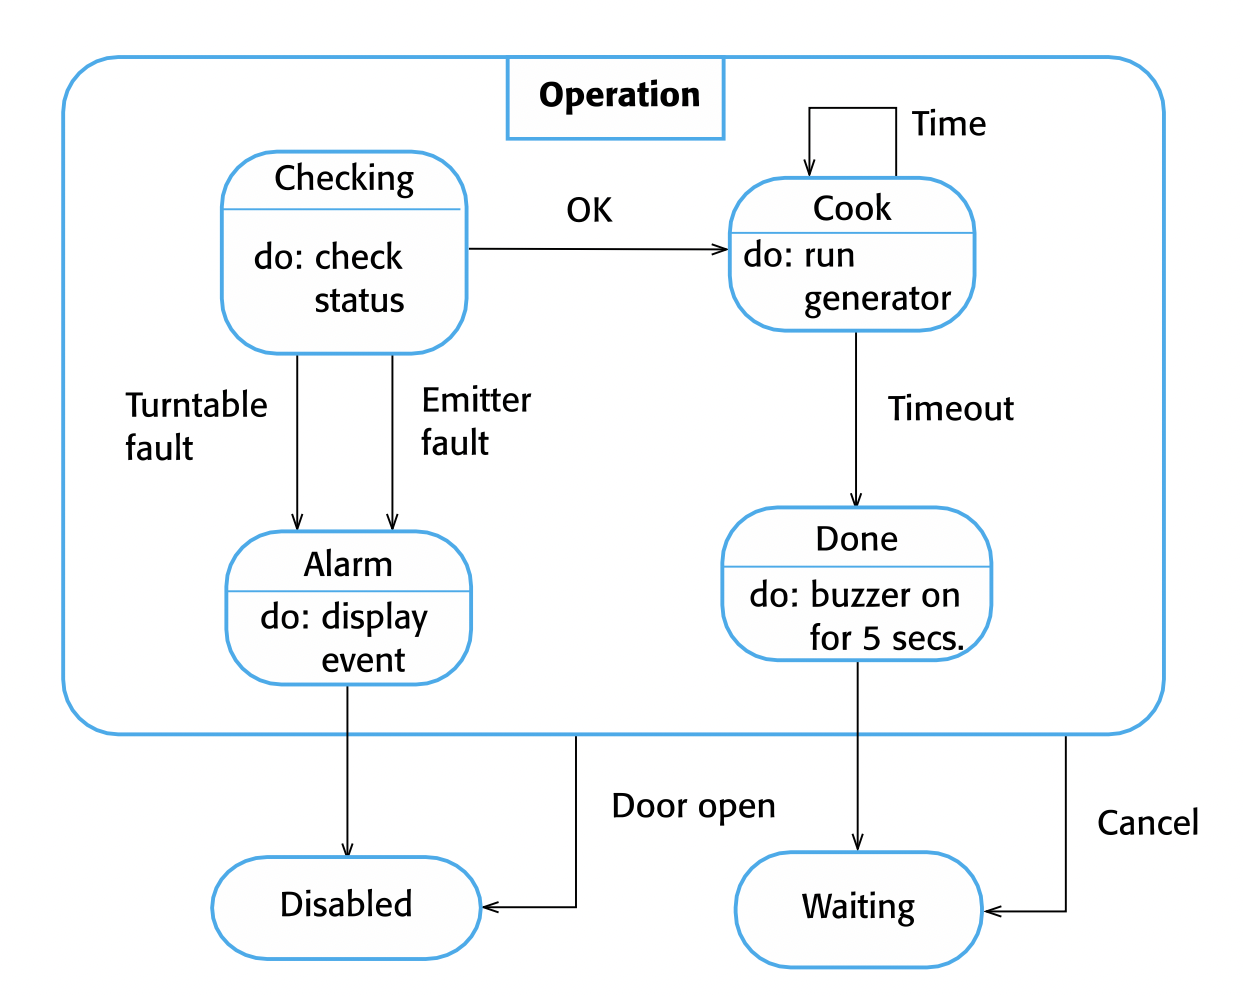 Operation
Time
Checking
Cook
OK
do: check
status
do: run
generator
Turntable
fault
Emitter
fault
Timeout
Alarm
Done
do: display
event
do: buzzer on
for 5 secs.
Door open
Cancel
Disabled
Waiting